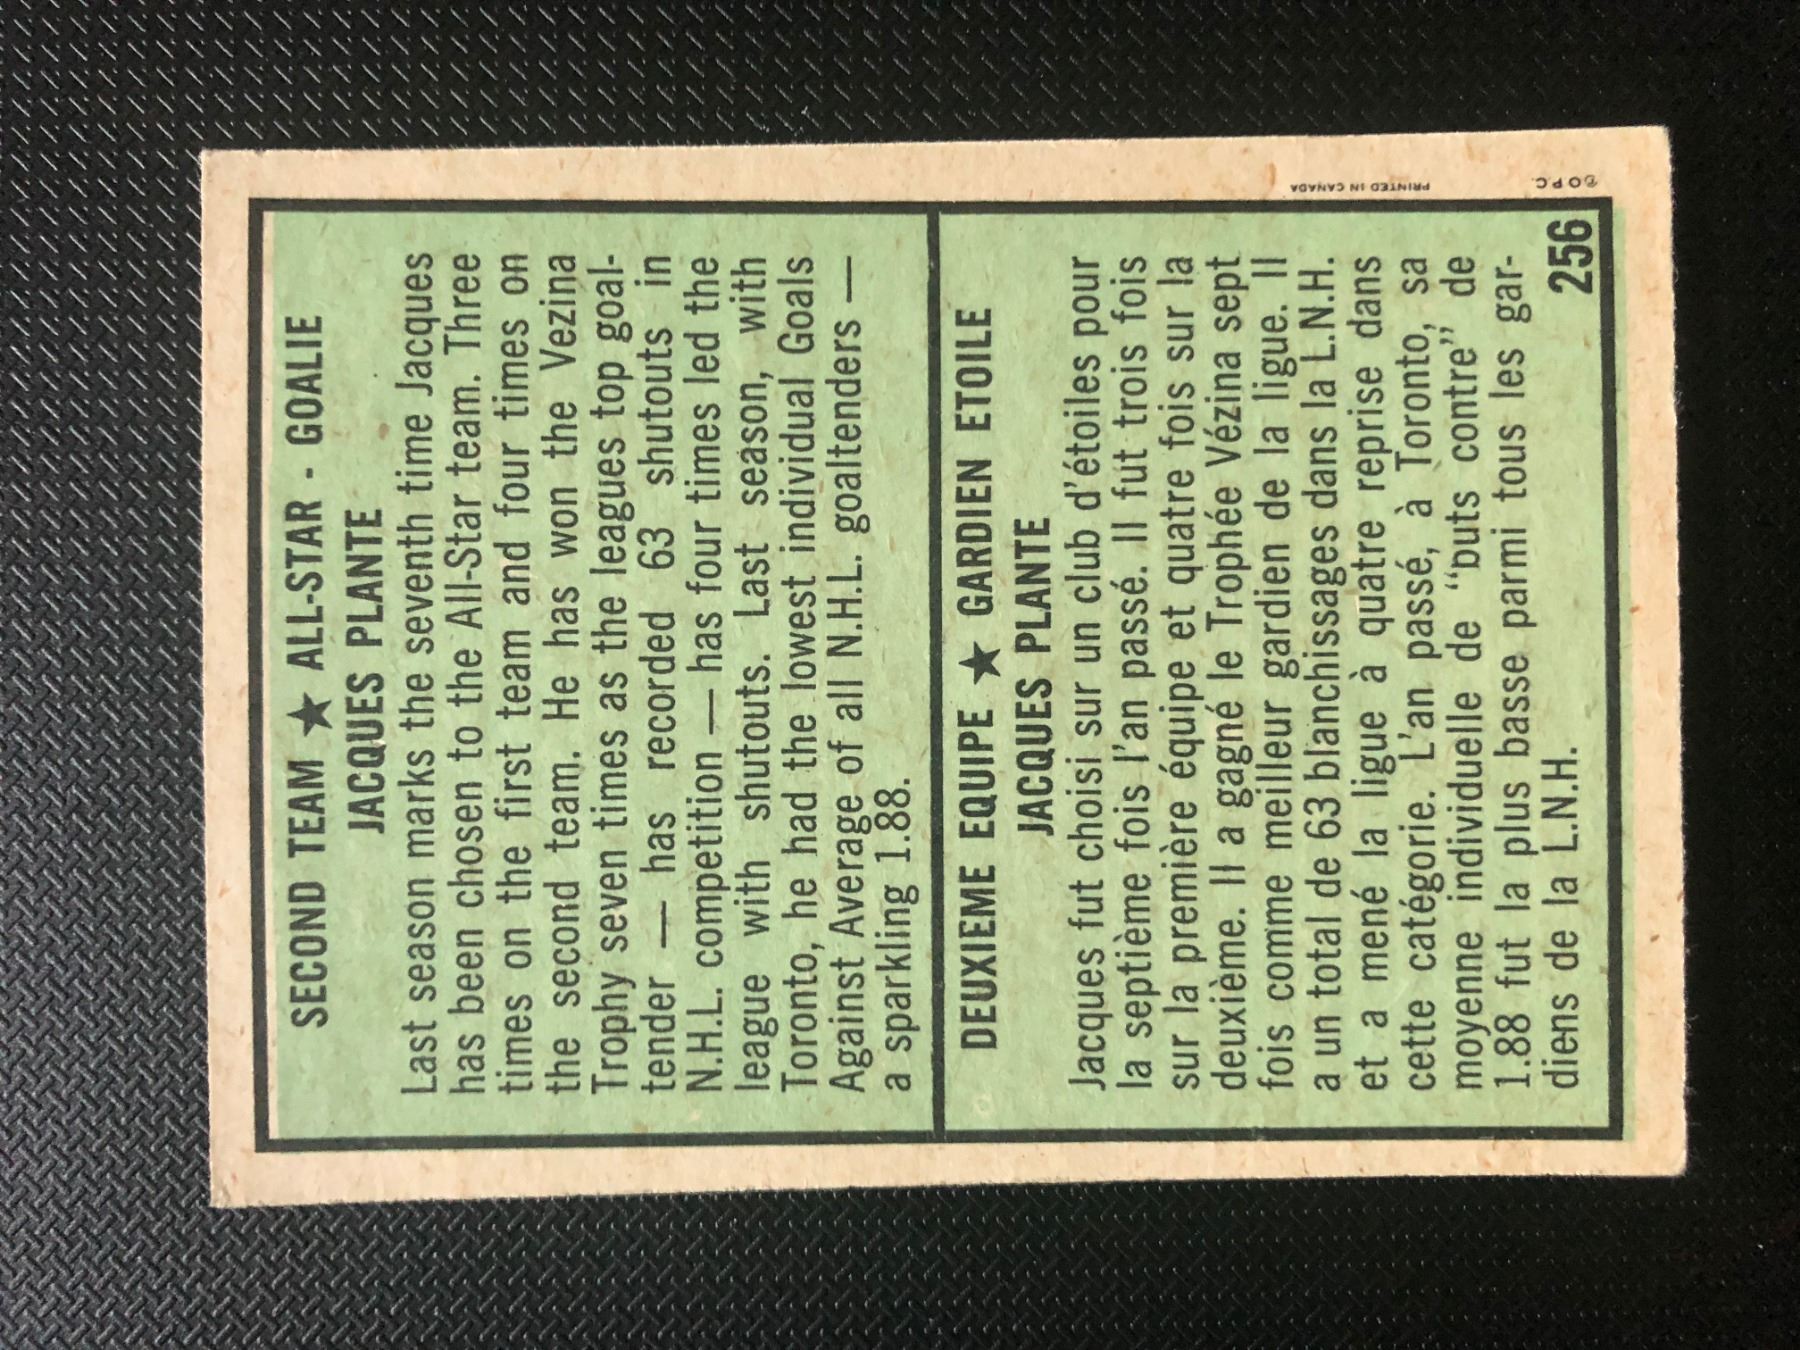 SECOND TEAM ★ ALL-STAR - GOALIE
JACQUES PLANTE
Last season marks the seventh time Jacques
has been chosen to the All-Star team. Three
times on the first team and four times on
the second team. He has won the Vezina
Trophy seven times as the leagues top goal-
tender — has recorded 63 shutouts in
N.H.L. competition — has four times led the
league with shutouts. Last season, with
Toronto, he had the lowest individual Goals
Against Average of all N.H.L. goaltenders —
a sparkling 1.88.
DEUXIEME EQUIPE ★ GARDIEN ETOILE
JACQUES PLANTE
Jacques fut choisi sur un club d'étoiles pour
la septième fois l'an passé. Il fut trois fois
sur la première équipe et quatre fois sur la
deuxième. Il a gagné le Trophée Vézina sept
fois comme meilleur gardien de la ligue. Il
a un total de 63 blanchissages dans la L.N.H.
et a mené la ligue à quatre reprise dans
cette catégorie. L'an passé, à Toronto, sa
moyenne individuelle de “buts contre” de
1.88 fut la plus basse parmi tous les gar-
diens de la L.N.H.
256
© O.P.C.
PRINTED IN CANADA